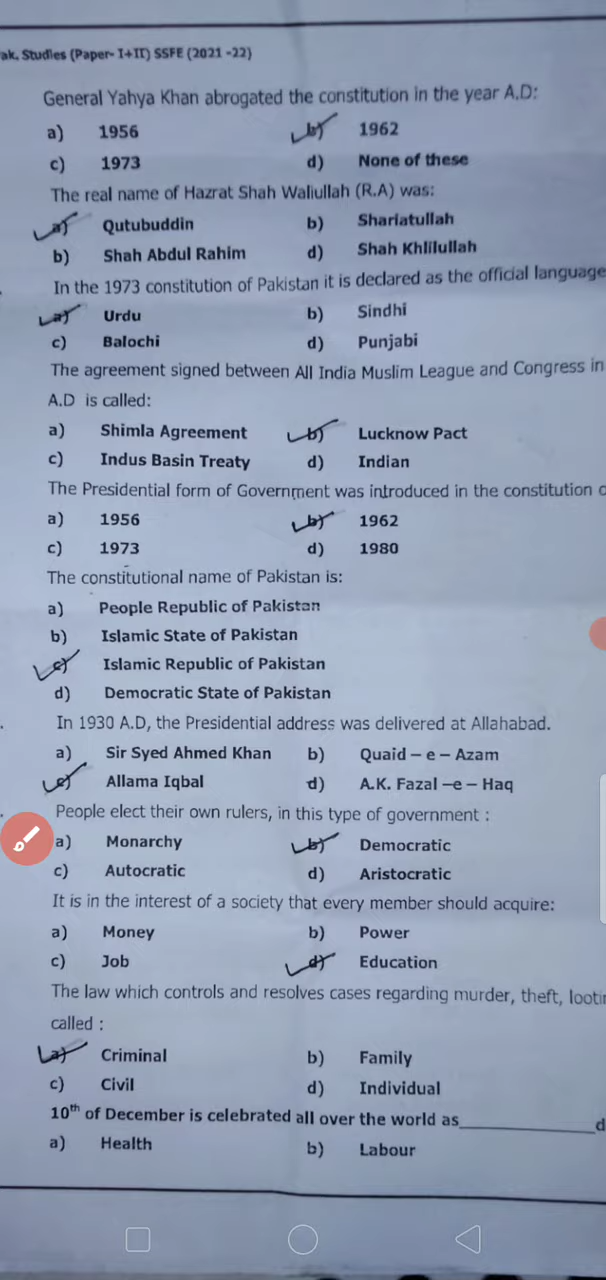 ak. Studies (Paper- I+II) SSFE (2021 -22)
General Yahya Khan abrogated the constitution in the year A.D:
a) 1956 b) 1962
c) 1973 d) None of these
The real name of Hazrat Shah Waliullah (R.A) was:
a) Qutubuddin b) Shariatullah
b) Shah Abdul Rahim d) Shah Khlilullah
In the 1973 constitution of Pakistan it is declared as the official language
a) Urdu b) Sindhi
c) Balochi d) Punjabi
The agreement signed between All India Muslim League and Congress in
A.D is called:
a) Shimla Agreement b) Lucknow Pact
c) Indus Basin Treaty d) Indian
The Presidential form of Government was introduced in the constitution
a) 1956 b) 1962
c) 1973 d) 1980
The constitutional name of Pakistan is:
a) People Republic of Pakistan
b) Islamic State of Pakistan
c) Islamic Republic of Pakistan
d) Democratic State of Pakistan
In 1930 A.D, the Presidential address was delivered at Allahabad.
a) Sir Syed Ahmed Khan b) Quaid – e – Azam
c) Allama Iqbal d) A.K. Fazal –e – Haq
People elect their own rulers, in this type of government :
a) Monarchy b) Democratic
c) Autocratic d) Aristocratic
It is in the interest of a society that every member should acquire:
a) Money b) Power
c) Job d) Education
The law which controls and resolves cases regarding murder, theft, looti
called :
a) Criminal b) Family
c) Civil d) Individual
10th of December is celebrated all over the world as____________d
a) Health b) Labour